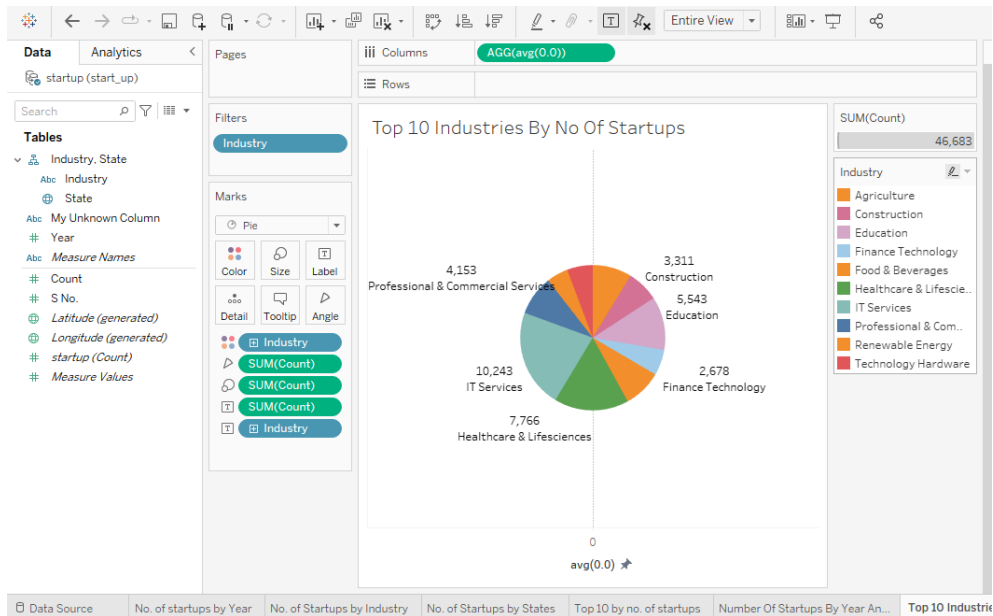 Entire View
Data
Analytics
startup (start_up)
Search
Tables
Industry, State
Abc Industry
State
Abc My Unknown Column
# Year
Abc Measure Names
# Count
# S No.
Latitude (generated)
Longitude (generated)
# startup (Count)
# Measure Values
Pages
Filters
Industry
Marks
Pie
Color
Size
Label
Detail
Tooltip
Angle
Industry
SUM(Count)
SUM(Count)
SUM(Count)
Industry
Columns
AGG(avg(0.0))
Rows
Top 10 Industries By No Of Startups
3,311
Construction
4,153
Professional & Commercial Services
5,543
Education
10,243
IT Services
2,678
Finance Technology
7,766
Healthcare & Lifesciences
0
avg(0.0)
SUM(Count)
46,683
Industry
Agriculture
Construction
Education
Finance Technology
Food & Beverages
Healthcare & Lifescie..
IT Services
Professional & Com..
Renewable Energy
Technology Hardware
Data Source
No. of startups by Year
No. of Startups by Industry
No. of Startups by States
Top 10 by no. of startups
Number Of Startups By Year An...
Top 10 Industrie